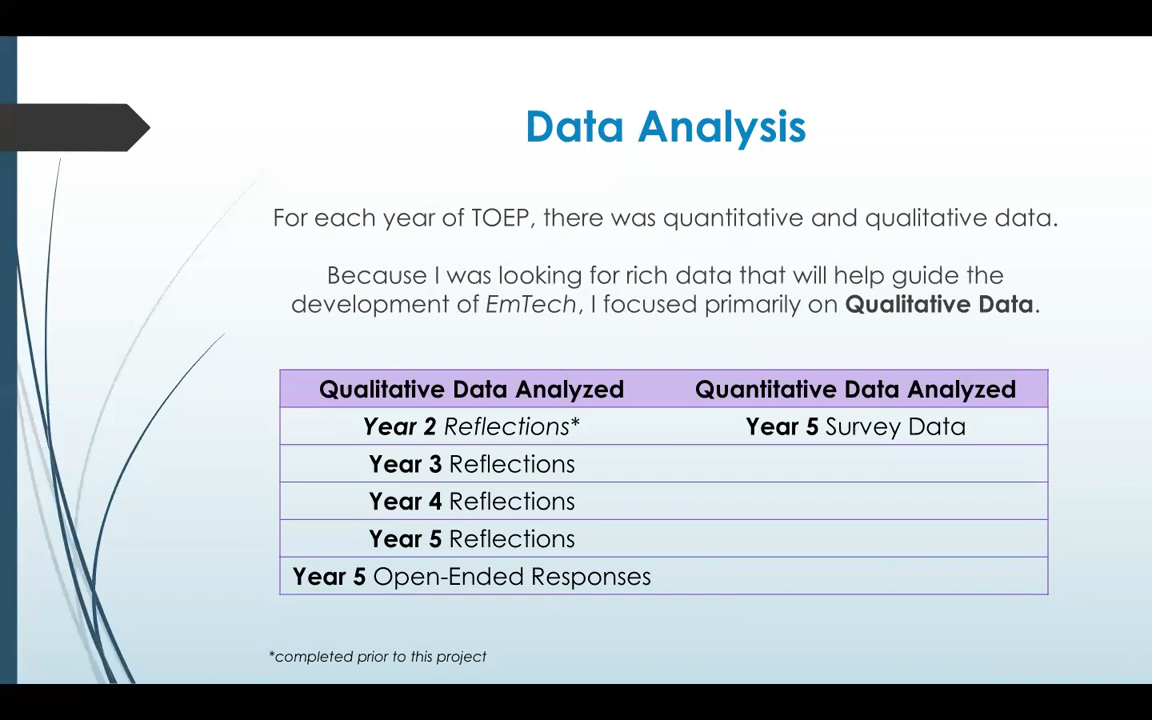 Data Analysis
For each year of TOEP, there was quantitative and qualitative data.
Because I was looking for rich data that will help guide the
development of EmTech, I focused primarily on Qualitative Data.
Qualitative Data Analyzed Quantitative Data Analyzed
Year 2 Reflections* Year 5 Survey Data
Year 3 Reflections
Year 4 Reflections
Year 5 Reflections
Year 5 Open-Ended Responses
*completed prior to this project